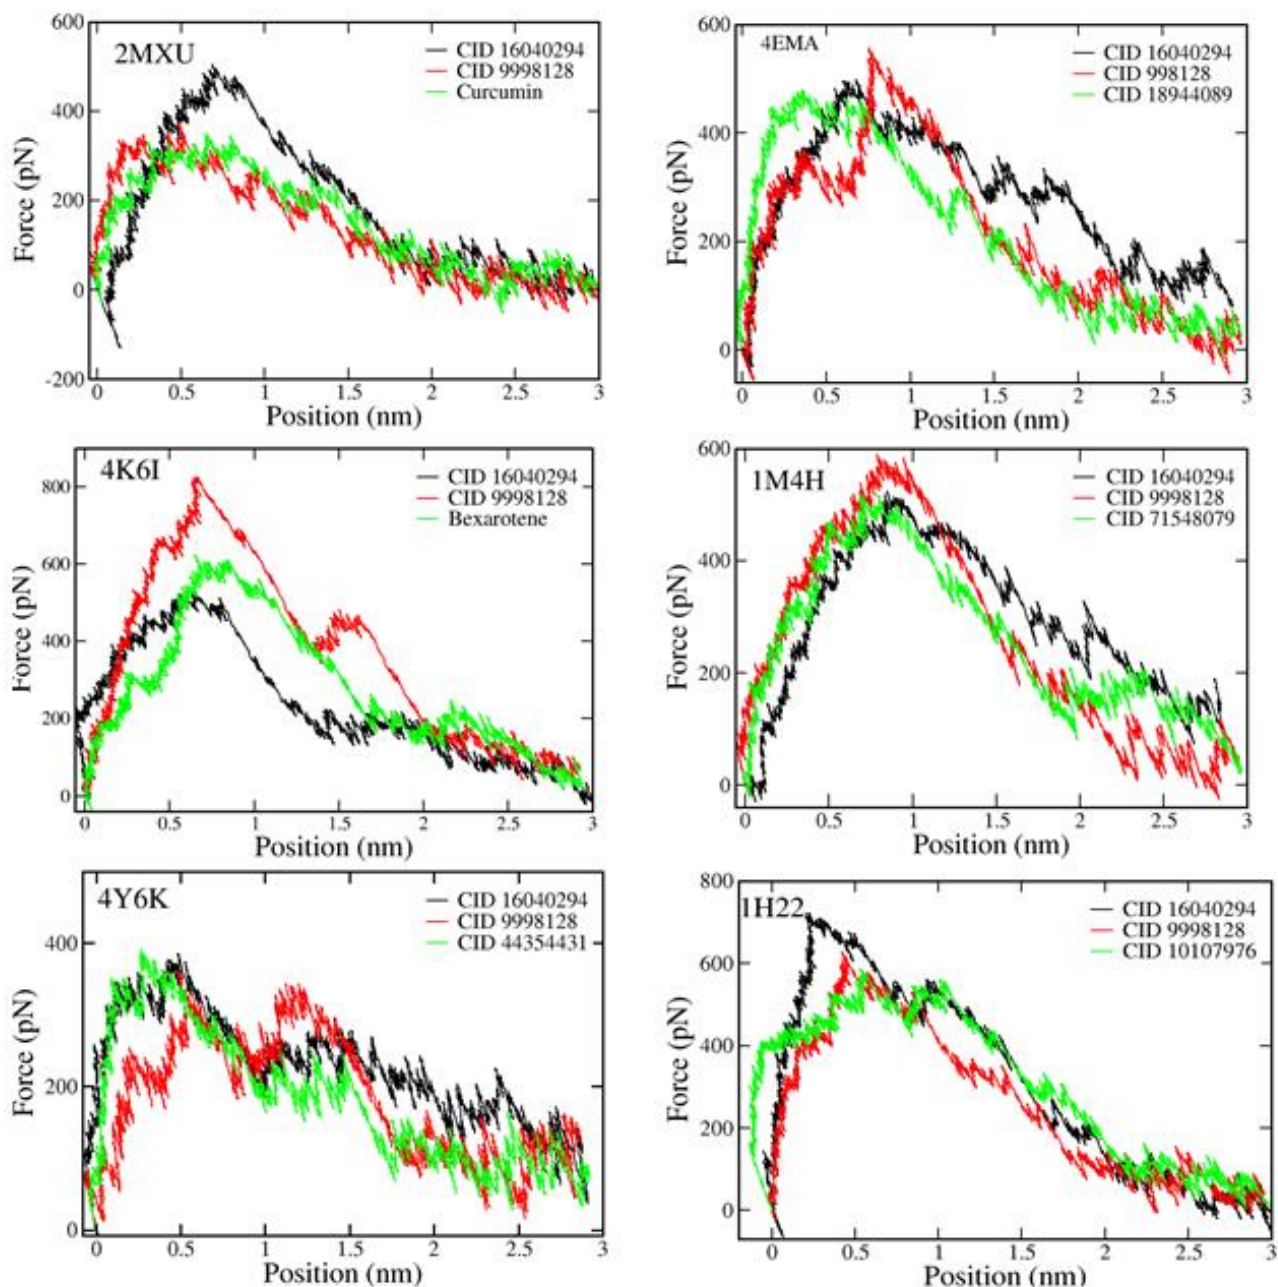 2MXU
CID 16040294
CID 9998128
Curcumin
600
400
200
0
-200
Force (pN)
0 0.5 1 1.5 2 2.5 3
Position (nm)
4EMA
CID 16040294
CID 998128
CID 18944089
600
400
200
0
Force (pN)
0 0.5 1 1.5 2 2.5 3
Position (nm)
4K6I
CID 16040294
CID 9998128
Bexarotene
800
600
400
200
0
Force (pN)
0 0.5 1 1.5 2 2.5 3
Position (nm)
1M4H
CID 16040294
CID 9998128
CID 71548079
600
400
200
0
Force (pN)
0 0.5 1 1.5 2 2.5 3
Position (nm)
4Y6K
CID 16040294
CID 9998128
CID 44354431
400
200
0
Force (pN)
0 0.5 1 1.5 2 2.5 3
Position (nm)
1H22
CID 16040294
CID 9998128
CID 10107976
800
600
400
200
0
Force (pN)
0 0.5 1 1.5 2 2.5 3
Position (nm)